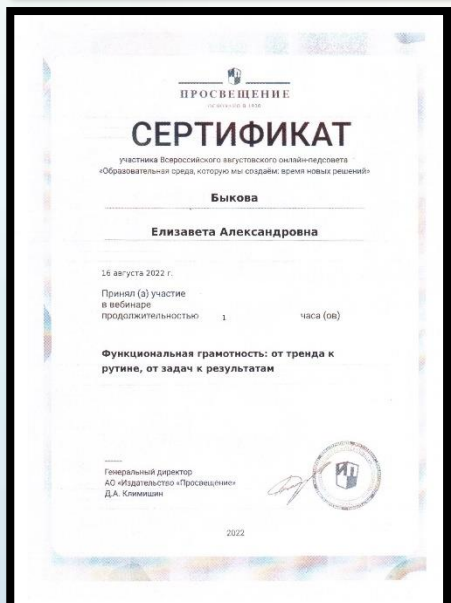 ПРОСВЕЩЕНИЕ
СЕРТИФИКАТ
участника Всероссийского августовского онлайн-педсовета
«Образовательная среда, которую мы создаём: время новых решений»
Быкова
Елизавета Александровна
16 августа 2022 г.
Принял (а) участие
в вебинаре
продолжительностью 1 часа (ов)
Функциональная грамотность: от тренда к
рутине, от задач к результатам
Генеральный директор
АО «Издательство «Просвещение»
Д.А. Климишин
2022